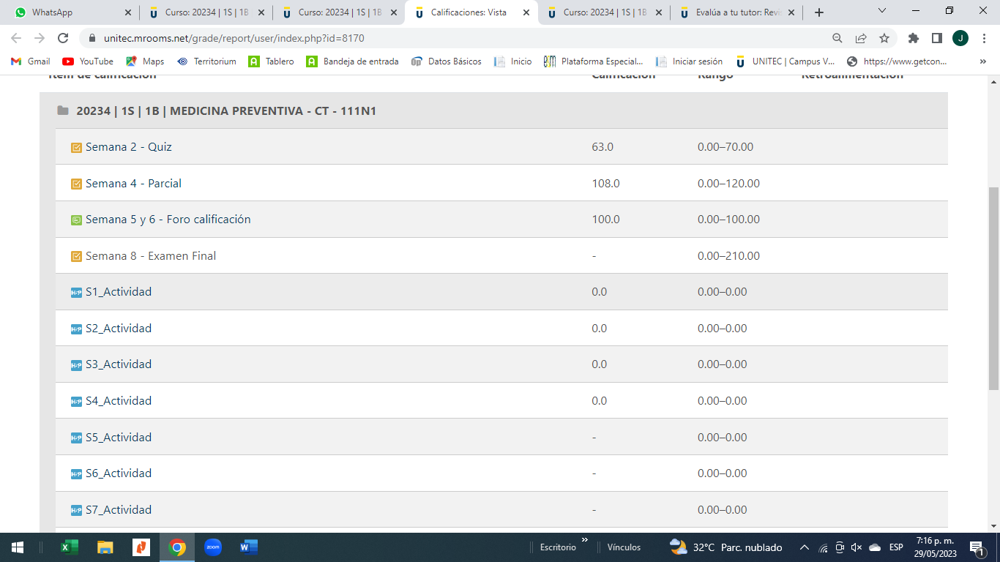 WhatsApp
Curso: 20234 | 1S | 1B
Curso: 20234 | 1S | 1B
Calificaciones: Vista
Curso: 20234 | 1S | 1B
Evalúa a tu tutor: Revis
unitec.mrooms.net/grade/report/user/index.php?id=8170
J
Gmail
YouTube
Maps
Territorium
Tablero
Bandeja de entrada
Datos Básicos
Inicio
Plataforma Especial...
Iniciar sesión
UNITEC | Campus V...
https://www.getcon...
»
Ítem de calificación Calificación Rango Retroalimentación
20234 | 1S | 1B | MEDICINA PREVENTIVA - CT - 111N1
Semana 2 - Quiz 63.0 0.00–70.00
Semana 4 - Parcial 108.0 0.00–120.00
Semana 5 y 6 - Foro calificación 100.0 0.00–100.00
Semana 8 - Examen Final - 0.00–210.00
H-P S1_Actividad 0.0 0.00–0.00
H-P S2_Actividad 0.0 0.00–0.00
H-P S3_Actividad 0.0 0.00–0.00
H-P S4_Actividad 0.0 0.00–0.00
H-P S5_Actividad - 0.00–0.00
H-P S6_Actividad - 0.00–0.00
H-P S7_Actividad - 0.00–0.00
zoom
Escritorio »
Vínculos
32°C Parc. nublado
ESP
7:16 p. m.
29/05/2023
1